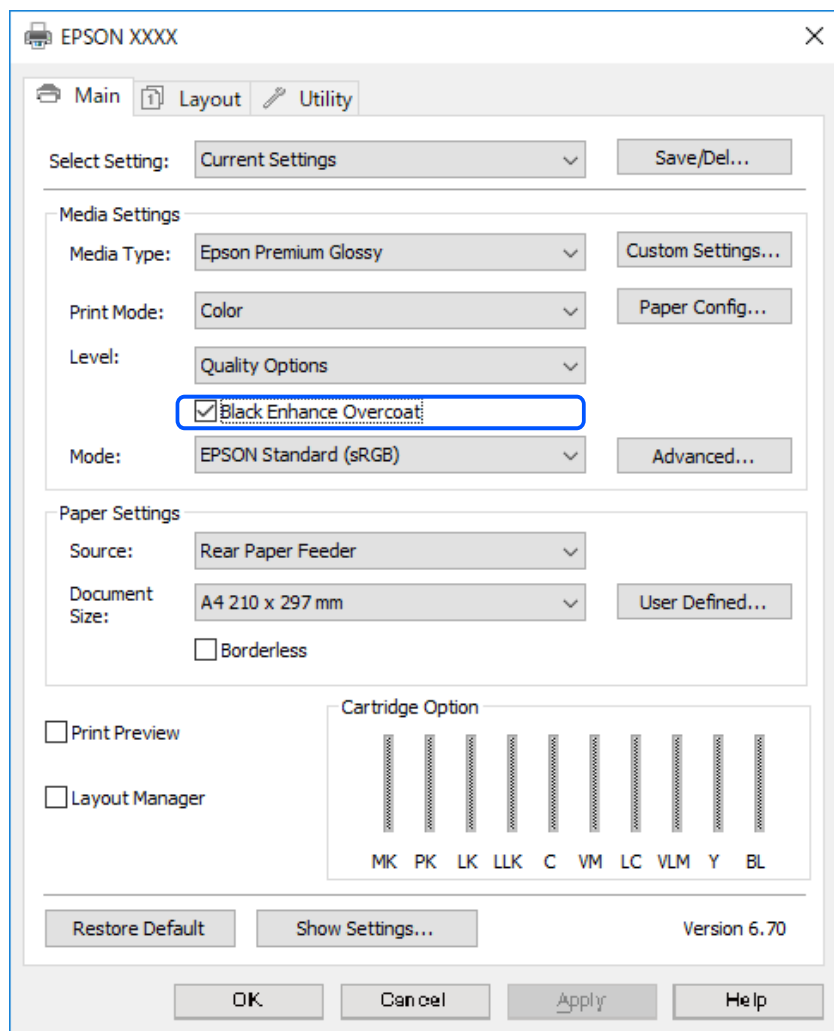 EPSON XXXX
Main
1
Layout
Utility
Select Setting: Current Settings Save/Del...
Media Settings
Media Type: Epson Premium Glossy Custom Settings...
Print Mode: Color Paper Config...
Level: Quality Options
Black Enhance Overcoat
Mode: EPSON Standard (sRGB) Advanced...
Paper Settings
Source: Rear Paper Feeder
Document
Size: A4 210 x 297 mm User Defined...
Borderless
Cartridge Option
Print Preview
Layout Manager
MK PK LK LLK C VM LC VLM Y BL
Restore Default Show Settings... Version 6.70
OK Cancel Apply Help